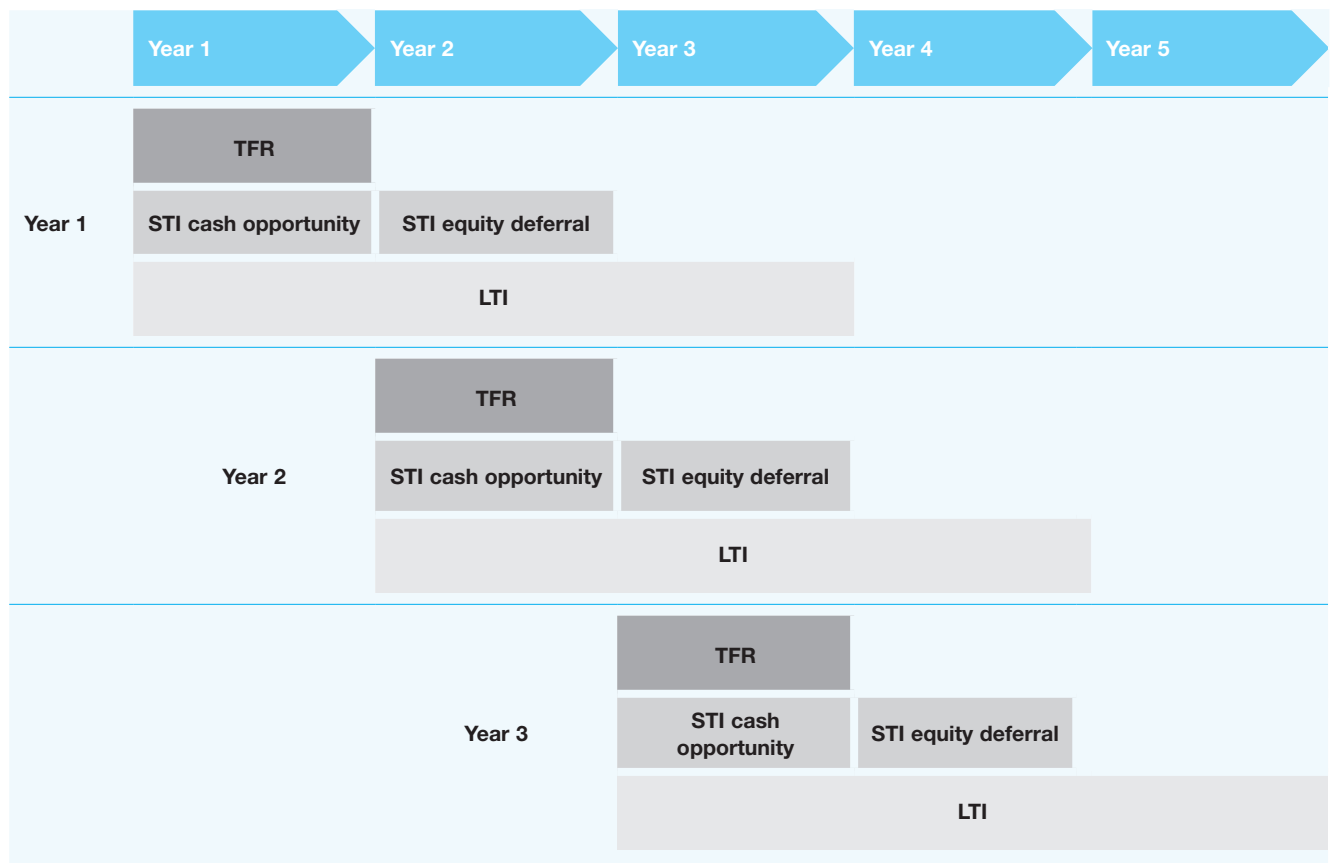 Year 1
Year 2
Year 3
Year 4
Year 5
TFR
Year 1
STI cash opportunity
STI equity deferral
LTI
TFR
Year 2
STI cash opportunity
STI equity deferral
LTI
TFR
Year 3
STI cash
opportunity
STI equity deferral
LTI